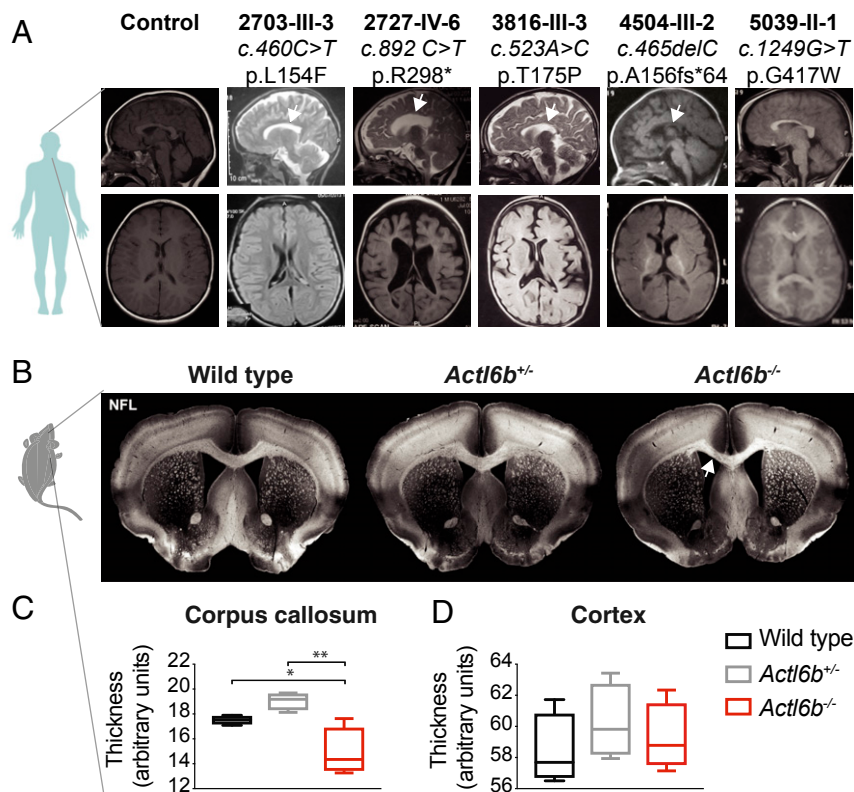 A
Control
2703-III-3
c.460C>T
p.L154F
2727-IV-6
c.892 C>T
p.R298*
3816-III-3
c.523A>C
p.T175P
4504-III-2
c.465delC
p.A156fs*64
5039-II-1
c.1249G>T
p.G417W
B
Wild type
Actl6b+/-
Actl6b-/-
NFL
C
Corpus callosum
Thickness
(arbitrary units)
22
20
18
16
14
12
*
**
D
Cortex
Thickness
(arbitrary units)
64
62
60
58
56
Wild type
Actl6b+/-
Actl6b-/-